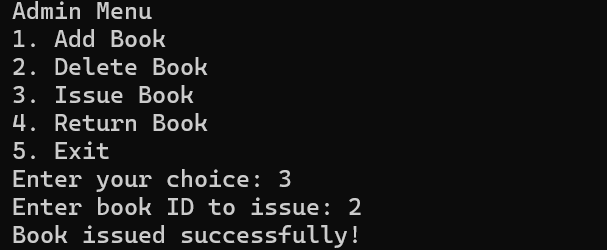 Admin Menu
1. Add Book
2. Delete Book
3. Issue Book
4. Return Book
5. Exit
Enter your choice: 3
Enter book ID to issue: 2
Book issued successfully!